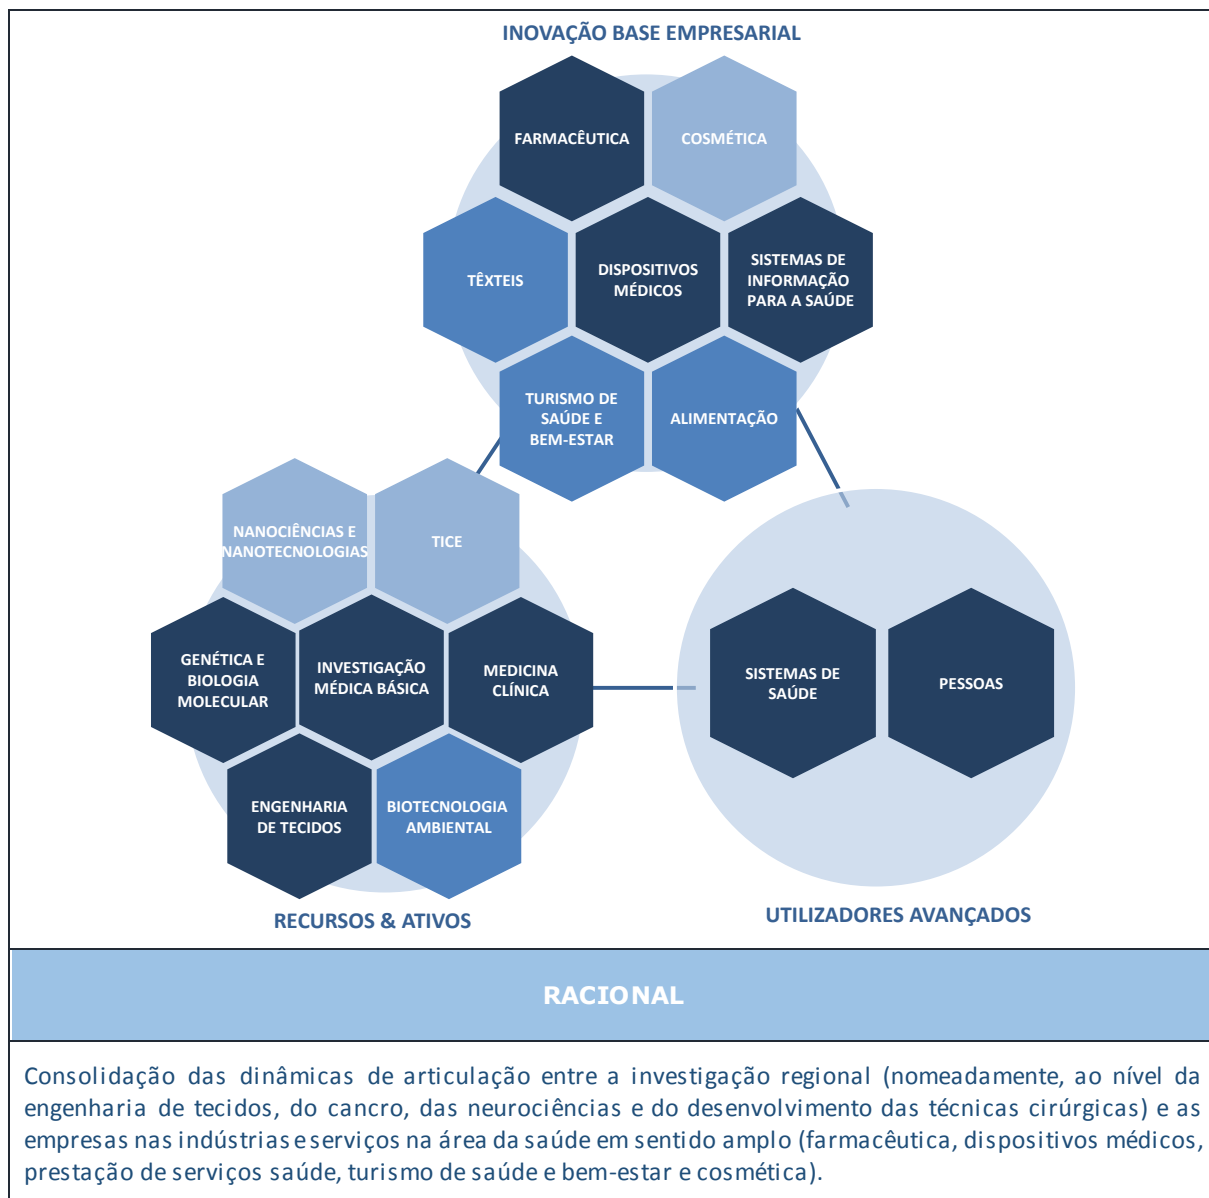 INOVAÇÃO BASE EMPRESARIAL
FARMACÊUTICA
COSMÉTICA
TÊXTEIS
DISPOSITIVOS
MÉDICOS
SISTEMAS DE
INFORMAÇÃO
PARA A SAÚDE
TURISMO DE
SAÚDE E
BEM-ESTAR
ALIMENTAÇÃO
NANOCIÊNCIAS E
NANOTECNOLOGIAS
TICE
GENÉTICA E
BIOLOGIA
MOLECULAR
INVESTIGAÇÃO
MÉDICA BÁSICA
MEDICINA
CLÍNICA
ENGENHARIA
DE TECIDOS
BIOTECNOLOGIA
AMBIENTAL
RECURSOS & ATIVOS
SISTEMAS DE
SAÚDE
PESSOAS
UTILIZADORES AVANÇADOS
RACIONAL
Consolidação das dinâmicas de articulação entre a investigação regional (nomeadamente, ao nível da
engenharia de tecidos, do cancro, das neurociências e do desenvolvimento das técnicas cirúrgicas) e as
empresas nas indústrias e serviços na área da saúde em sentido amplo (farmacêutica, dispositivos médicos,
prestação de serviços saúde, turismo de saúde e bem-estar e cosmética).